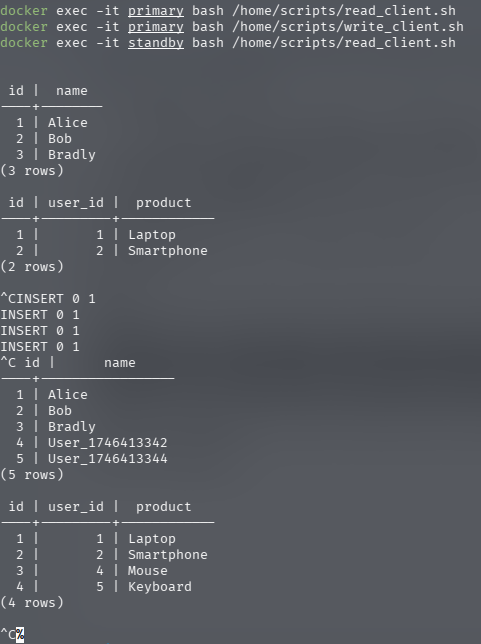 docker exec -it primary bash /home/scripts/read_client.sh
docker exec -it primary bash /home/scripts/write_client.sh
docker exec -it standby bash /home/scripts/read_client.sh
 id |  name
----+--------
  1 | Alice
  2 | Bob
  3 | Bradly
(3 rows)
 id | user_id |  product
----+---------+------------
  1 |       1 | Laptop
  2 |       2 | Smartphone
(2 rows)
^CINSERT 0 1
INSERT 0 1
INSERT 0 1
INSERT 0 1
^C id |      name
----+-----------------
  1 | Alice
  2 | Bob
  3 | Bradly
  4 | User_1746413342
  5 | User_1746413344
(5 rows)
 id | user_id |  product
----+---------+------------
  1 |       1 | Laptop
  2 |       2 | Smartphone
  3 |       4 | Mouse
  4 |       5 | Keyboard
(4 rows)
^C%